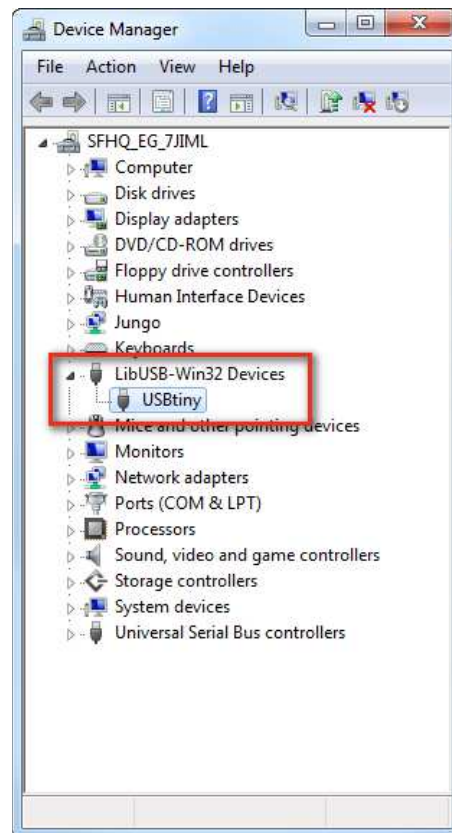 Device Manager
File Action View Help
SFHQ_EG_7JIML
Computer
Disk drives
Display adapters
DVD/CD-ROM drives
Floppy drive controllers
Human Interface Devices
Jungo
Keyboards
LibUSB-Win32 Devices
USBtiny
Mice and other pointing devices
Monitors
Network adapters
Ports (COM & LPT)
Processors
Sound, video and game controllers
Storage controllers
System devices
Universal Serial Bus controllers